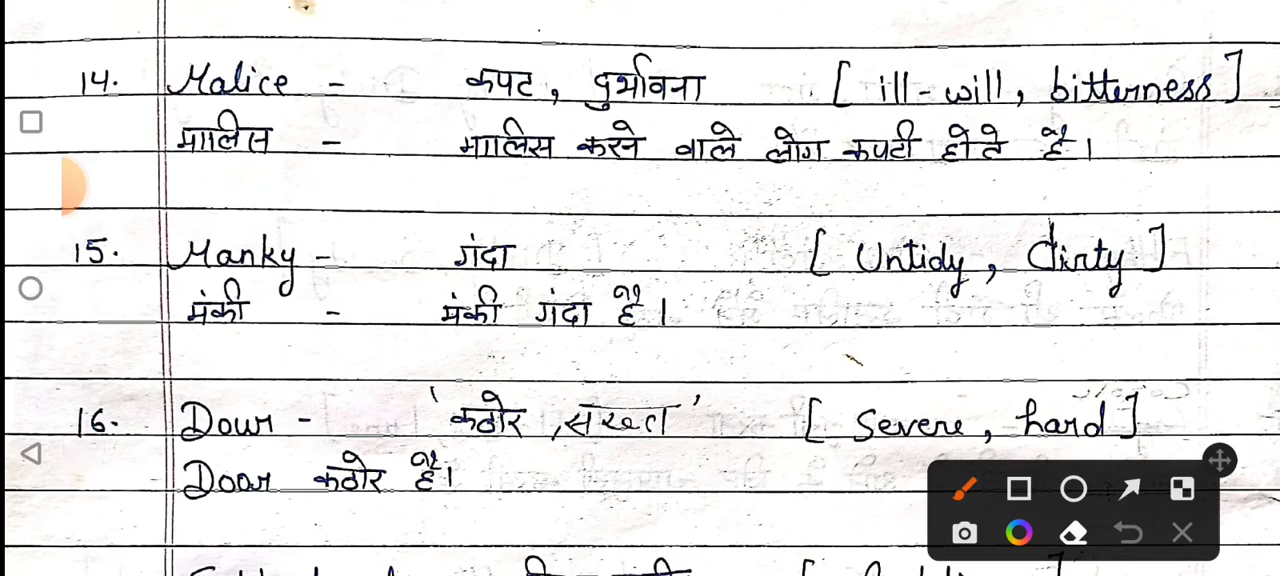 14. Malice - कपट, दुर्भावना [ill-will, bitterness]
मालिस - मालिस करने वाले लोग कपटी होते है।
15. Manky - गंदा [Untidy, dirty]
मंकी - मंकी गंदा है।
16. Dour - 'कठोर, सख्त' [Severe, hard]
Door कठोर है।